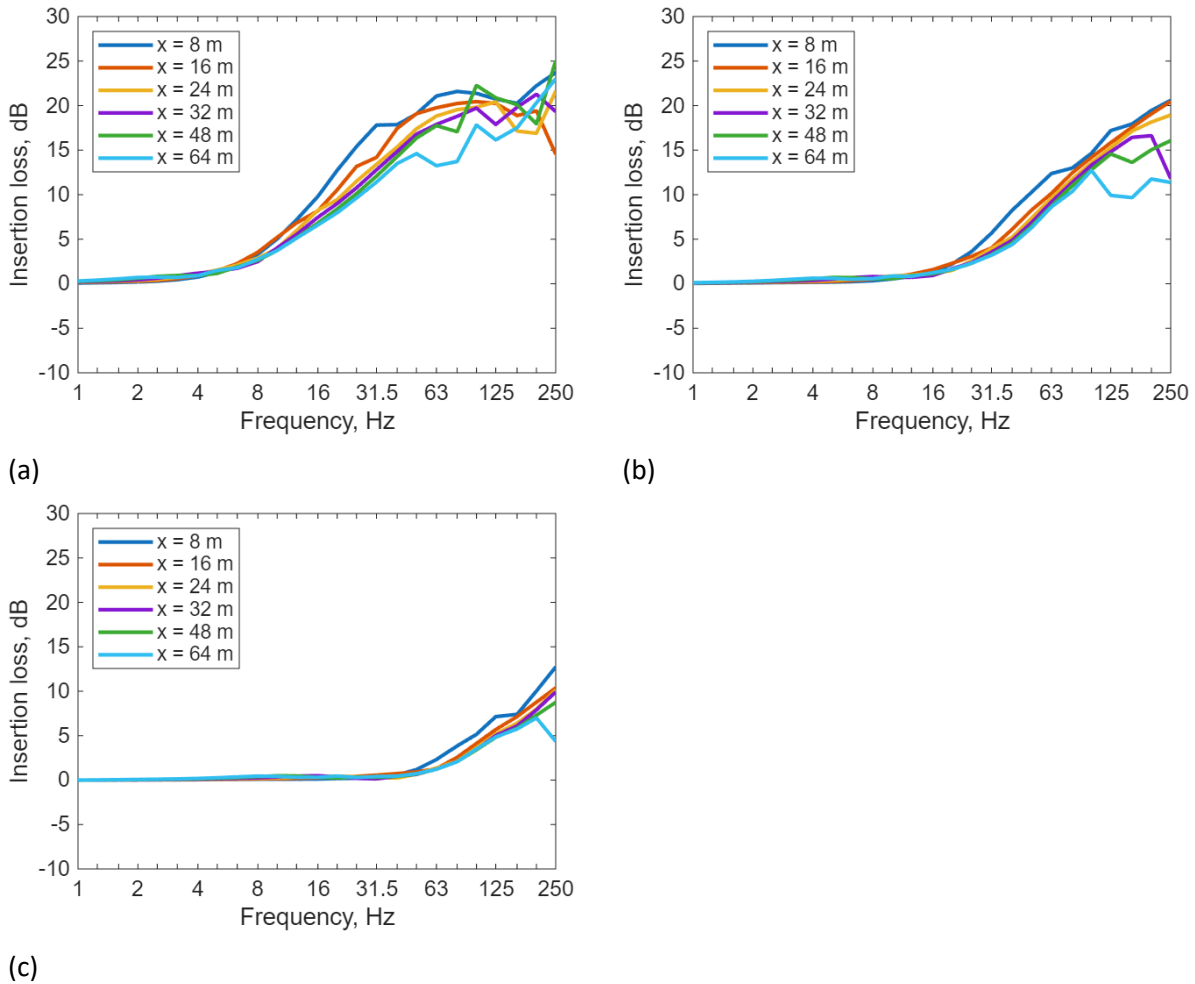 30
25
20
15
10
5
0
-5
-10
Insertion loss, dB
x = 8 m
x = 16 m
x = 24 m
x = 32 m
x = 48 m
x = 64 m
1 2 4 8 16 31.5 63 125 250
Frequency, Hz
(a)
30
25
20
15
10
5
0
-5
-10
Insertion loss, dB
x = 8 m
x = 16 m
x = 24 m
x = 32 m
x = 48 m
x = 64 m
1 2 4 8 16 31.5 63 125 250
Frequency, Hz
(b)
30
25
20
15
10
5
0
-5
-10
Insertion loss, dB
x = 8 m
x = 16 m
x = 24 m
x = 32 m
x = 48 m
x = 64 m
1 2 4 8 16 31.5 63 125 250
Frequency, Hz
(c)